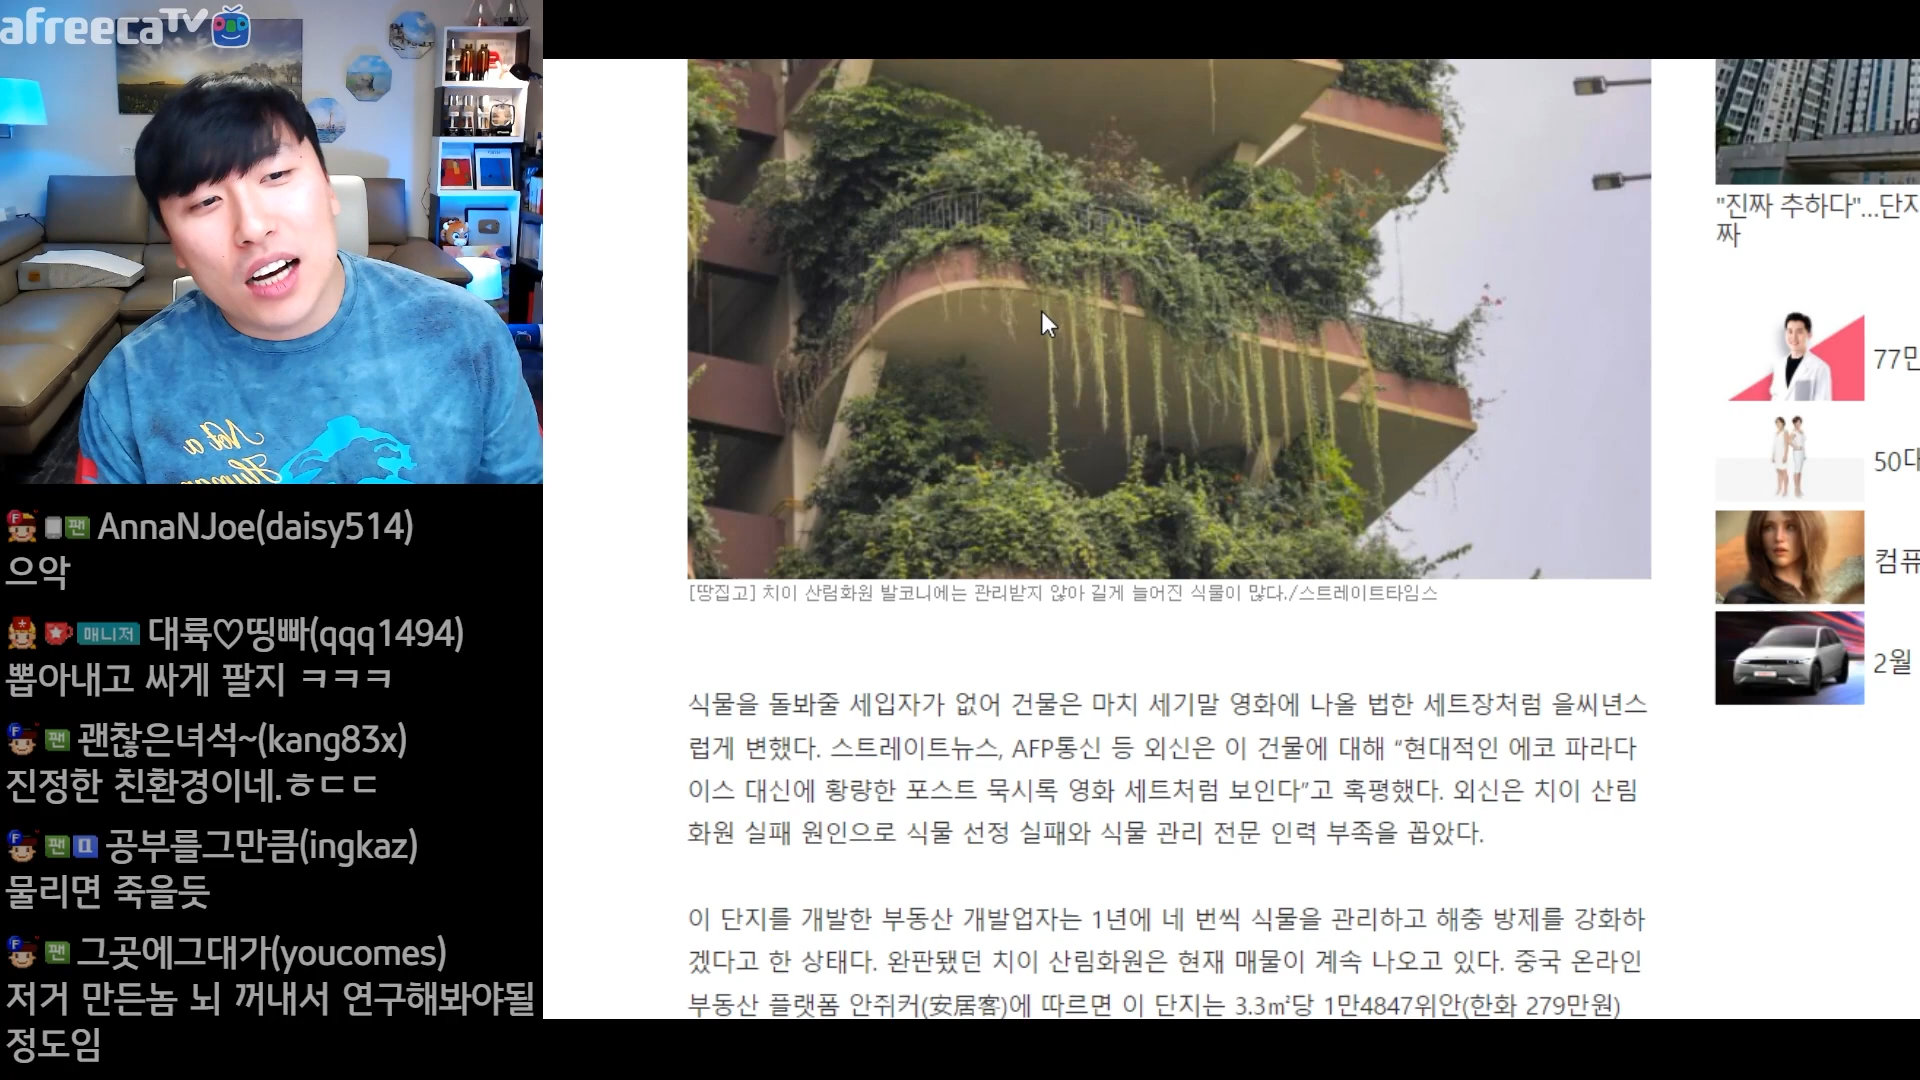 afreecaTV
Not a
Human
AnnaNJoe(daisy514)
으악
매니저 대륙♡띵빠(qqq1494)
뽑아내고 싸게 팔지 ㅋㅋㅋ
팬 괜찮은녀석~(kang83x)
진정한 친환경이네.ㅎㄷㄷ
팬 공부를그만큼(ingkaz)
물리면 죽을듯
팬 그곳에그대가(youcomes)
저거 만든놈 뇌 꺼내서 연구해봐야될
정도임
[땅집고] 치이 산림화원 발코니에는 관리받지 않아 길게 늘어진 식물이 많다./스트레이트타임스
식물을 돌봐줄 세입자가 없어 건물은 마치 세기말 영화에 나올 법한 세트장처럼 을씨년스
럽게 변했다. 스트레이트뉴스, AFP통신 등 외신은 이 건물에 대해 “현대적인 에코 파라다
이스 대신에 황량한 포스트 묵시록 영화 세트처럼 보인다”고 혹평했다. 외신은 치이 산림
화원 실패 원인으로 식물 선정 실패와 식물 관리 전문 인력 부족을 꼽았다.
이 단지를 개발한 부동산 개발업자는 1년에 네 번씩 식물을 관리하고 해충 방제를 강화하
겠다고 한 상태다. 완판됐던 치이 산림화원은 현재 매물이 계속 나오고 있다. 중국 온라인
부동산 플랫폼 안쥐커(安居客)에 따르면 이 단지는 3.3㎡당 1만4847위안(한화 279만원)
"진짜 추하다"...단지
짜
77만
50대
컴퓨
2월